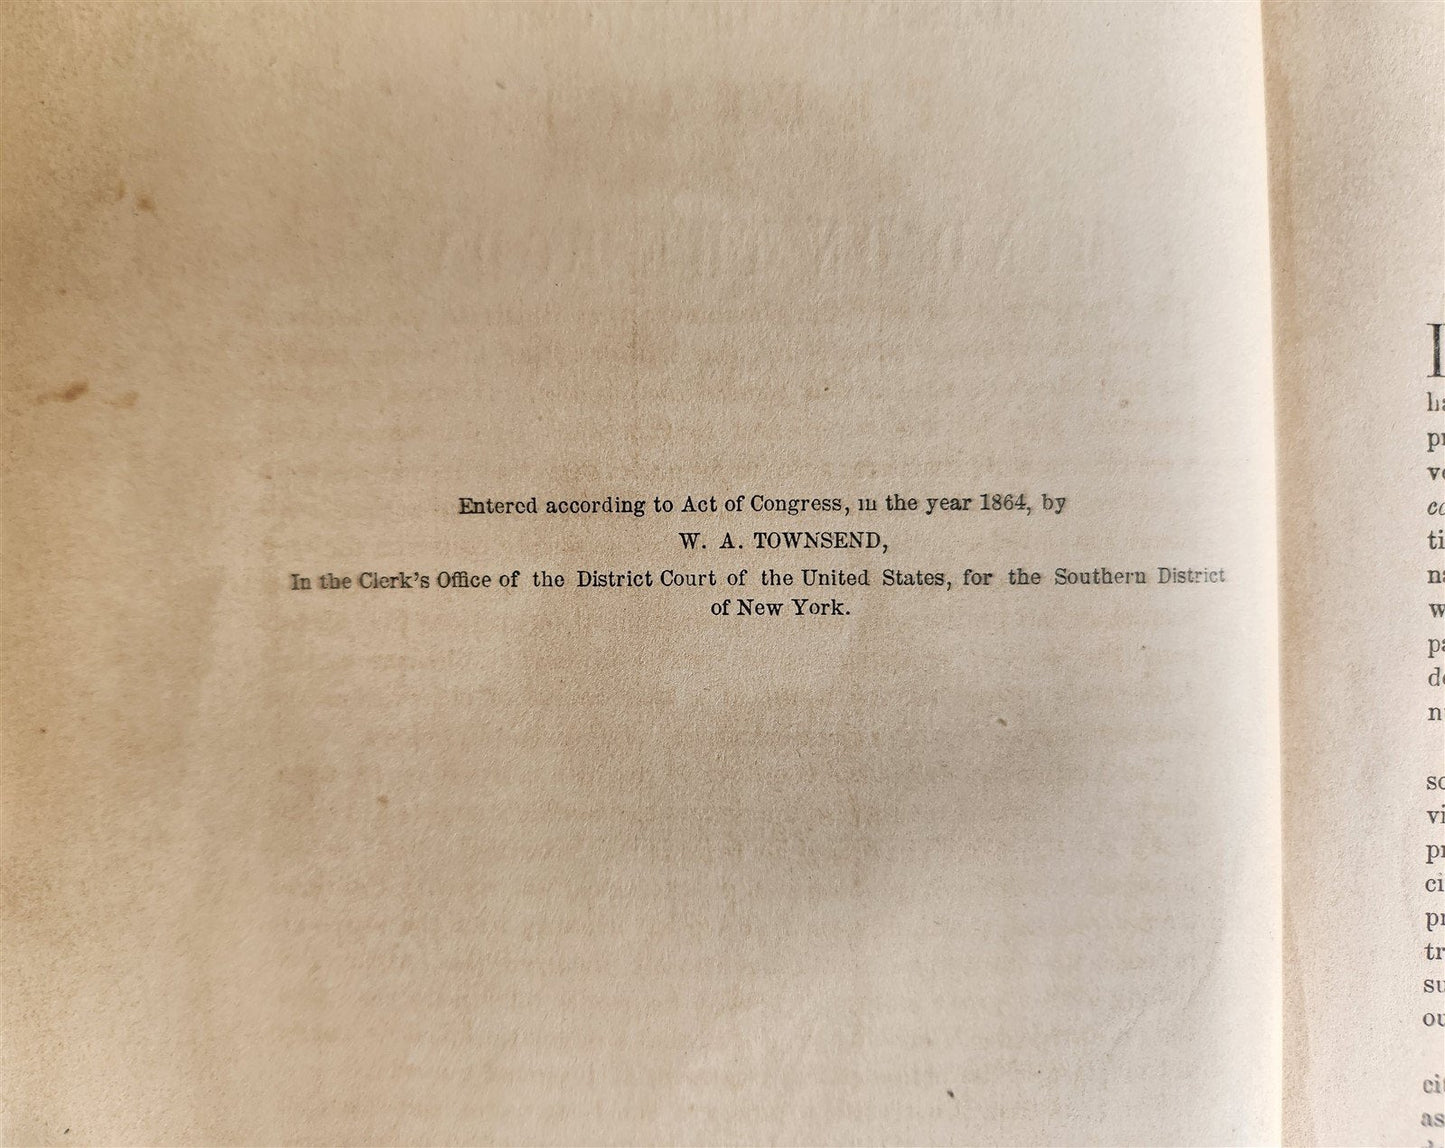 Entered according to Act of Congress, in the year 1864, by
W. A. TOWNSEND,
In the Clerk's Office of the District Court of the United States, for the Southern District
of New York.